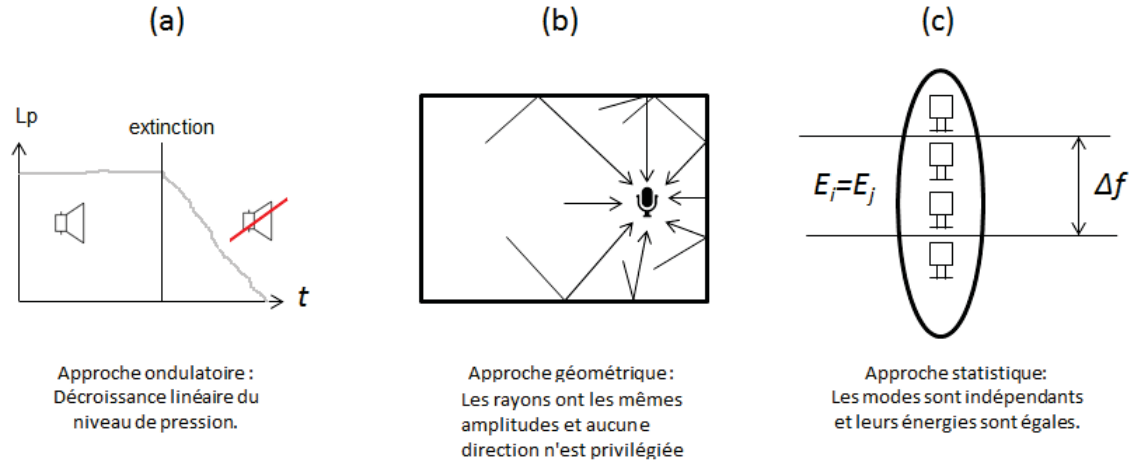 (a)
(b)
(c)
Lp
extinction
t
E_i=E_j
Δf
Approche ondulatoire :
Décroissance linéaire du
niveau de pression.
Approche géométrique:
Les rayons ont les mêmes
amplitudes et aucune
direction n'est privilégiée
Approche statistique:
Les modes sont indépendants
et leurs énergies sont égales.